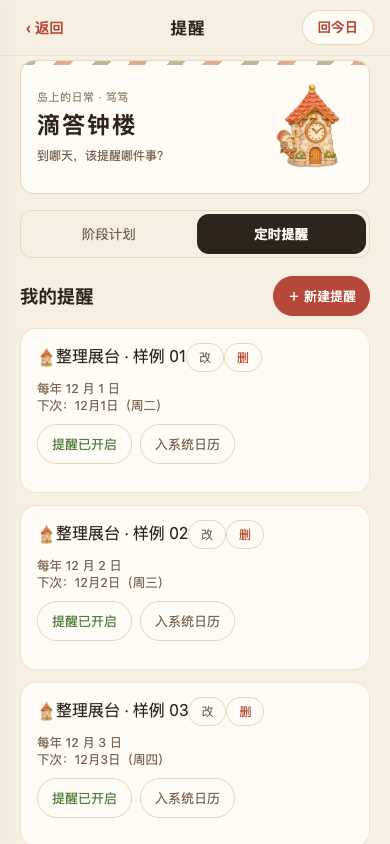 ‹ 返回
提醒
回今日
岛上的日常 · 笃笃
滴答钟楼
到哪天，该提醒哪件事?
阶段计划
定时提醒
我的提醒
＋ 新建提醒
整理展台 · 样例 01
改
删
每年 12 月 1 日
下次：12月1日（周二）
提醒已开启
入系统日历
整理展台 · 样例 02
改
删
每年 12 月 2 日
下次：12月2日（周三）
提醒已开启
入系统日历
整理展台 · 样例 03
改
删
每年 12 月 3 日
下次：12月3日（周四）
提醒已开启
入系统日历